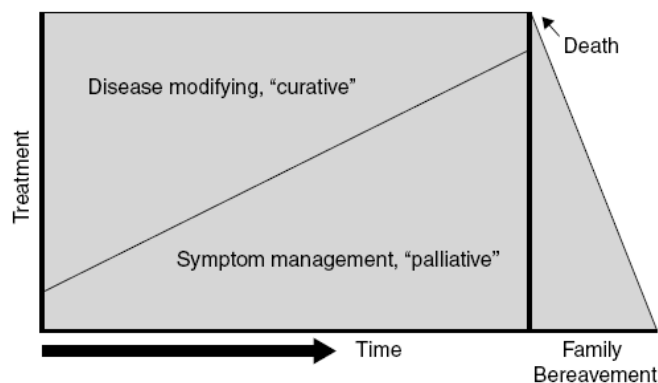 Death
Disease modifying, “curative”
Treatment
Symptom management, “palliative”
Time
Family
Bereavement